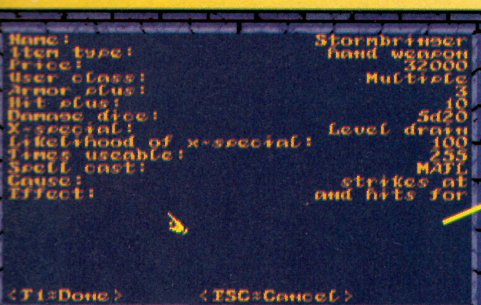 Name: Stormbringer
Item type: hand weapon
Price: 32000
User class: Multiple
Armor plus: 3
Hit plus: 10
Damage dice: 5d20
X-special: Level drain
Likelihood of x-special: 100
Times useable: 255
Spell cast: MAFL
Cause: strikes at
Effect: and hits for
<F1=Done> <ESC=Cancel>